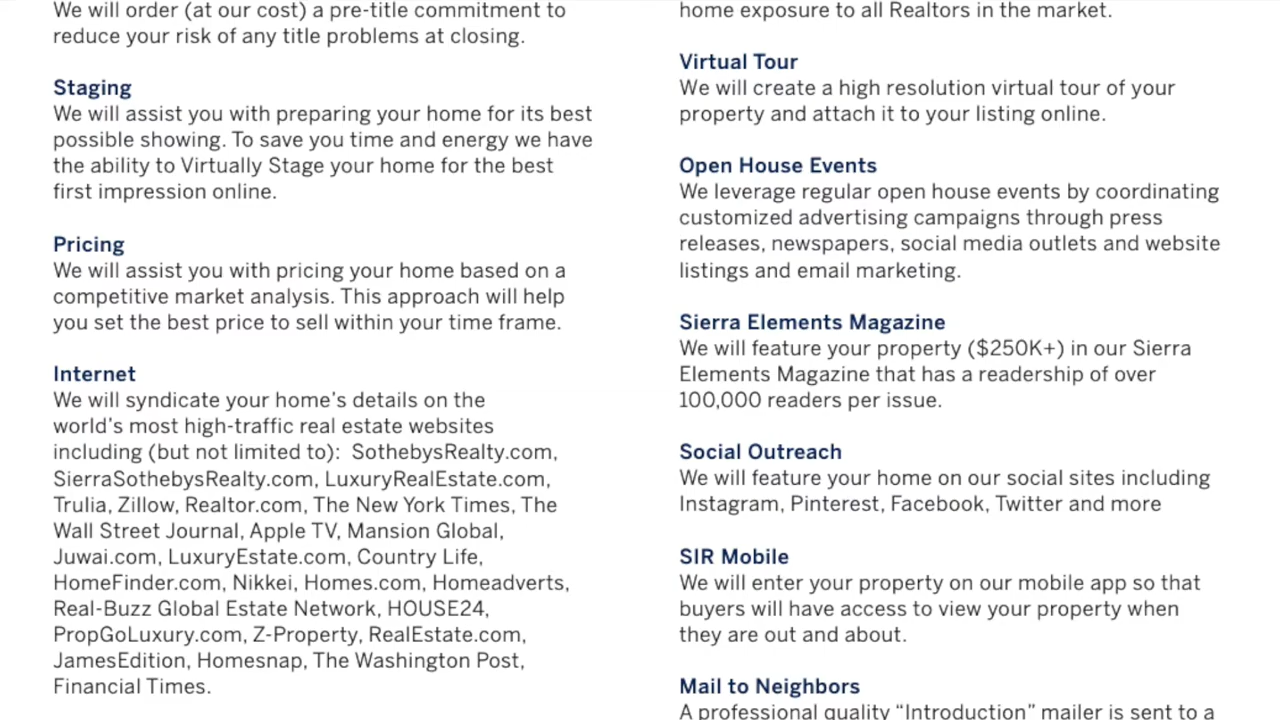 We will order (at our cost) a pre-title commitment to
reduce your risk of any title problems at closing.
Staging
We will assist you with preparing your home for its best
possible showing. To save you time and energy we have
the ability to Virtually Stage your home for the best
first impression online.
Pricing
We will assist you with pricing your home based on a
competitive market analysis. This approach will help
you set the best price to sell within your time frame.
Internet
We will syndicate your home’s details on the
world’s most high-traffic real estate websites
including (but not limited to):  SothebysRealty.com,
SierraSothebysRealty.com, LuxuryRealEstate.com,
Trulia, Zillow, Realtor.com, The New York Times, The
Wall Street Journal, Apple TV, Mansion Global,
Juwai.com, LuxuryEstate.com, Country Life,
HomeFinder.com, Nikkei, Homes.com, Homeadverts,
Real-Buzz Global Estate Network, HOUSE24,
PropGoLuxury.com, Z-Property, RealEstate.com,
JamesEdition, Homesnap, The Washington Post,
Financial Times.
home exposure to all Realtors in the market.
Virtual Tour
We will create a high resolution virtual tour of your
property and attach it to your listing online.
Open House Events
We leverage regular open house events by coordinating
customized advertising campaigns through press
releases, newspapers, social media outlets and website
listings and email marketing.
Sierra Elements Magazine
We will feature your property ($250K+) in our Sierra
Elements Magazine that has a readership of over
100,000 readers per issue.
Social Outreach
We will feature your home on our social sites including
Instagram, Pinterest, Facebook, Twitter and more
SIR Mobile
We will enter your property on our mobile app so that
buyers will have access to view your property when
they are out and about.
Mail to Neighbors
A professional quality “Introduction” mailer is sent to a